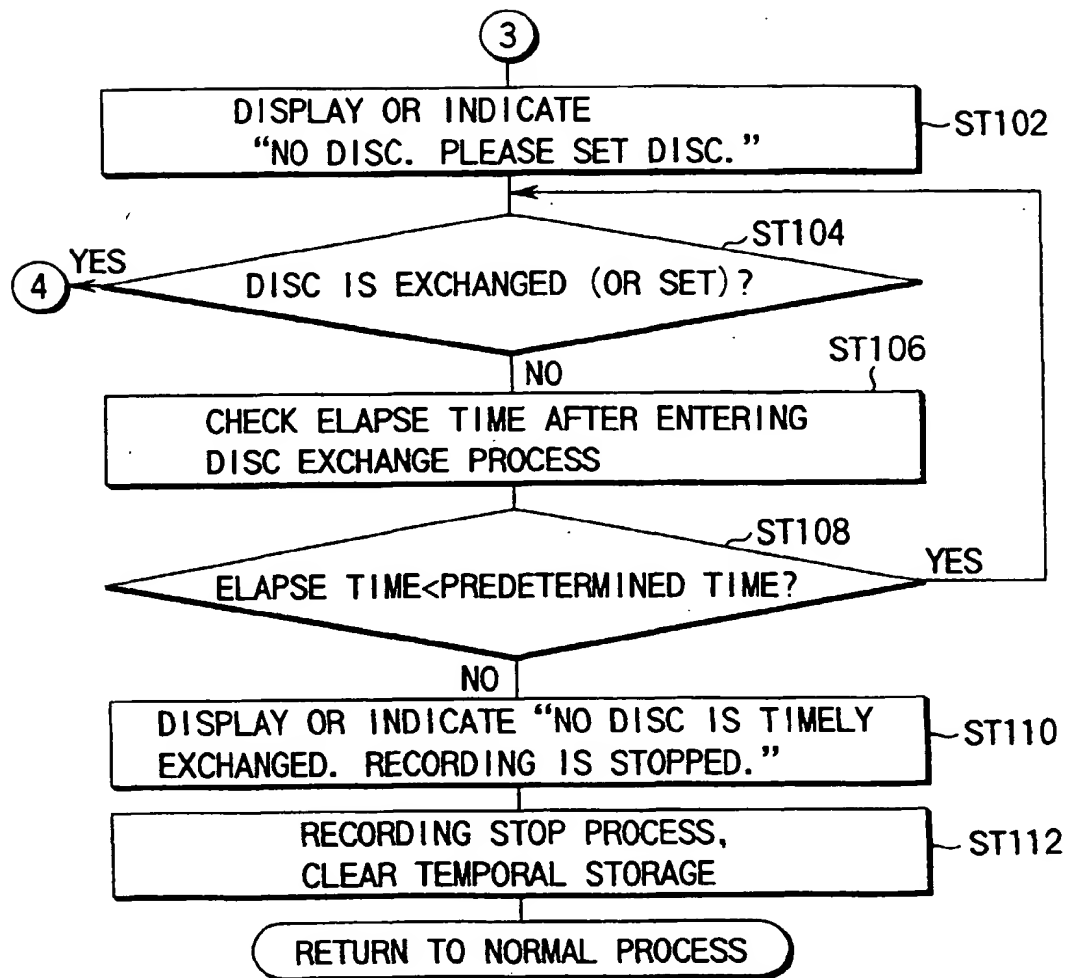 3
DISPLAY OR INDICATE
“NO DISC. PLEASE SET DISC.”
ST102
ST104
YES
4
DISC IS EXCHANGED (OR SET)?
ST106
NO
CHECK ELAPSE TIME AFTER ENTERING
DISC EXCHANGE PROCESS
ST108
YES
ELAPSE TIME<PREDETERMINED TIME?
NO
DISPLAY OR INDICATE “NO DISC IS TIMELY
EXCHANGED. RECORDING IS STOPPED.”
ST110
RECORDING STOP PROCESS,
CLEAR TEMPORAL STORAGE
ST112
RETURN TO NORMAL PROCESS